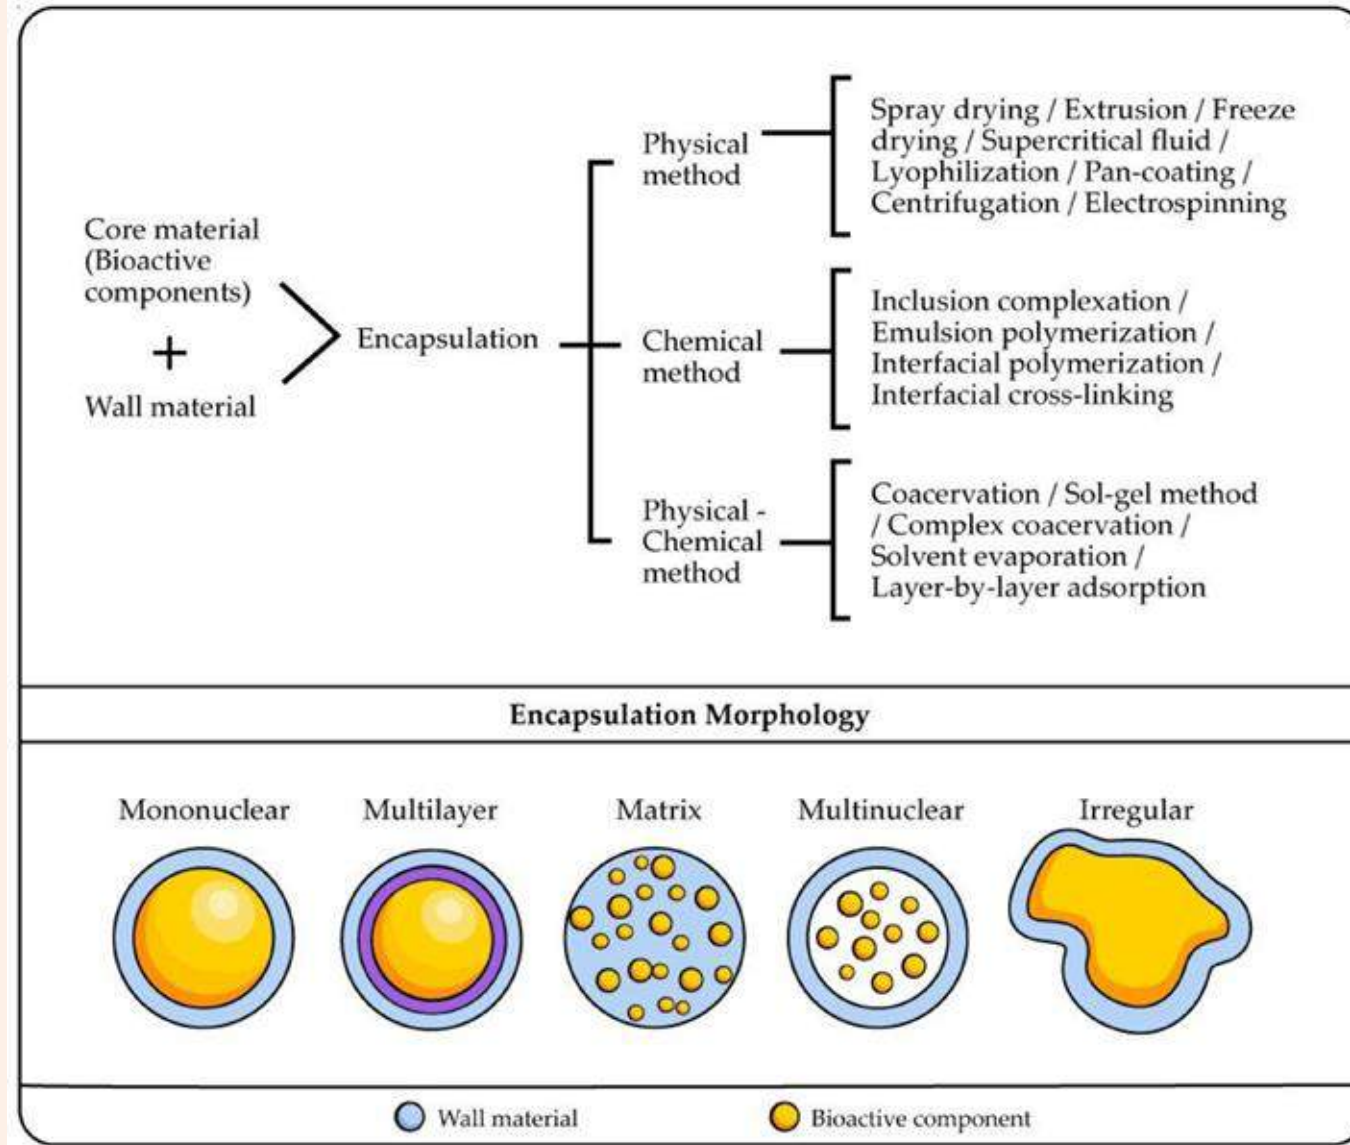 Core material
(Bioactive
components)
+
Wall material
Encapsulation
Physical
method
Spray drying / Extrusion / Freeze
drying / Supercritical fluid /
Lyophilization / Pan-coating /
Centrifugation / Electrospinning
Chemical
method
Inclusion complexation /
Emulsion polymerization /
Interfacial polymerization /
Interfacial cross-linking
Physical -
Chemical
method
Coacervation / Sol-gel method
/ Complex coacervation /
Solvent evaporation /
Layer-by-layer adsorption
Encapsulation Morphology
Mononuclear
Multilayer
Matrix
Multinuclear
Irregular
Wall material
Bioactive component